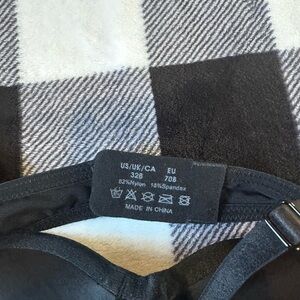 US/UK/CA EU
32B 70B
82%Nylon 18%Spandex
MADE IN CHINA